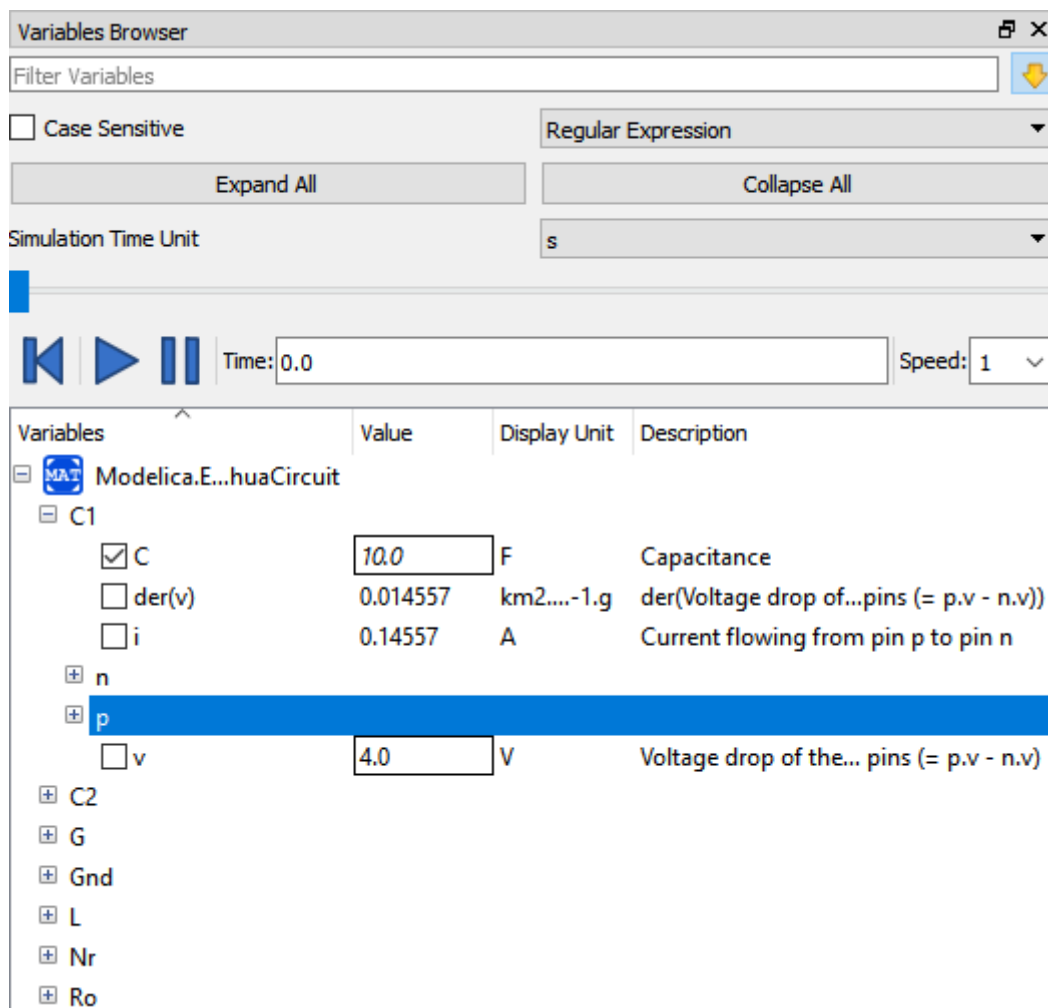 Variables Browser
Filter Variables
Case Sensitive Regular Expression
Expand All Collapse All
Simulation Time Unit s
Time: 0.0 Speed: 1
Variables Value Display Unit Description
MAT Modelica.E...huaCircuit
C1
C 10.0 F Capacitance
der(v) 0.014557 km2....-1.g der(Voltage drop of...pins (= p.v - n.v))
i 0.14557 A Current flowing from pin p to pin n
n
p
v 4.0 V Voltage drop of the... pins (= p.v - n.v)
C2
G
Gnd
L
Nr
Ro